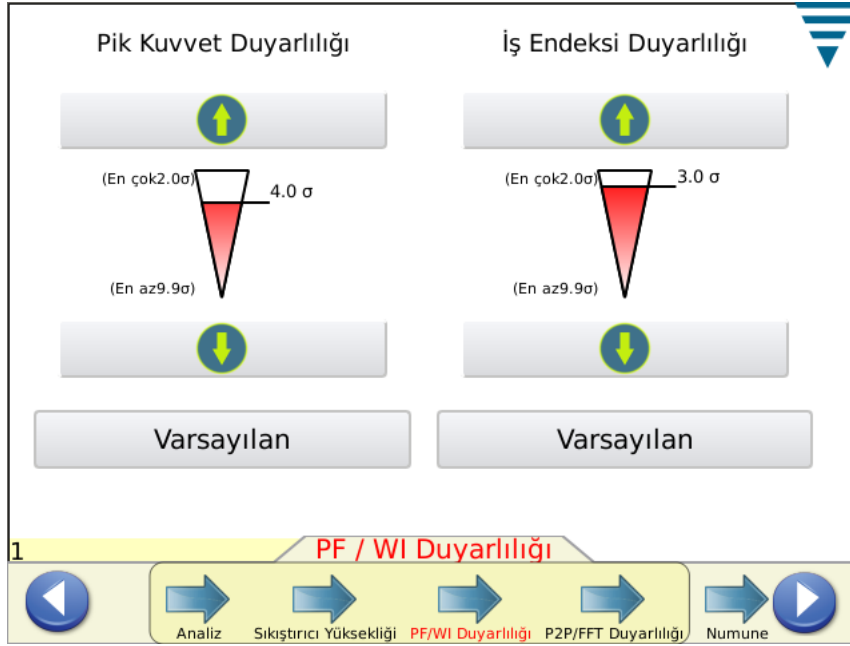 Pik Kuvvet Duyarlılığı
İş Endeksi Duyarlılığı
(En çok2.0σ)
4.0 σ
(En az9.9σ)
(En çok2.0σ)
3.0 σ
(En az9.9σ)
Varsayılan
Varsayılan
1
PF / WI Duyarlılığı
Analiz
Sıkıştırıcı Yüksekliği
PF/WI Duyarlılığı
P2P/FFT Duyarlılığı
Numune